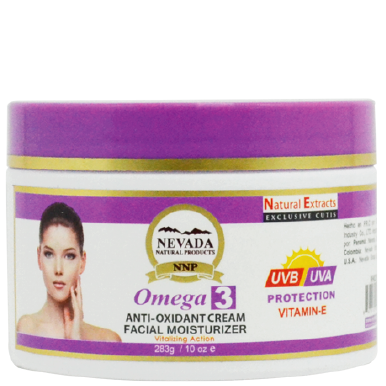 NEVADA
NATURAL PRODUCTS
NNP
Omega 3
ANTI-OXIDANT CREAM
FACIAL MOISTURIZER
Vitalising Action
283g / 10 oz e
Natural Extracts
EXCLUSIVE CUTIS
U.S.A.
UVB UVA
PROTECTION
VITAMIN-E